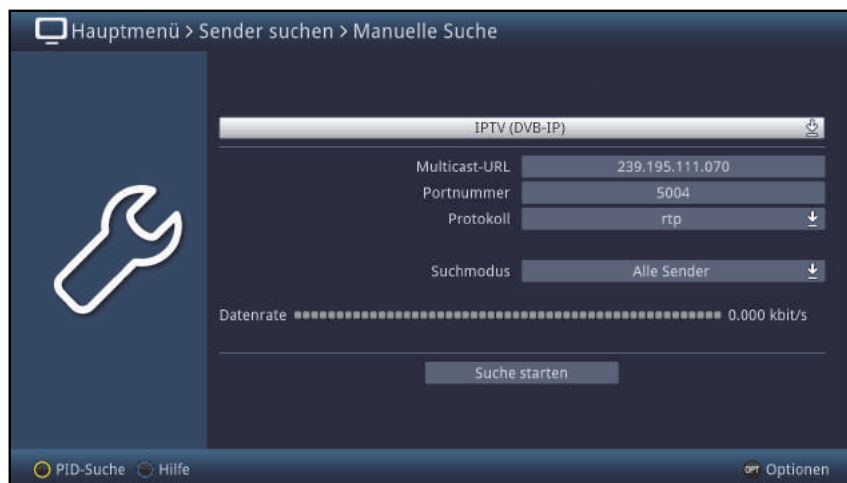 Hauptmenü > Sender suchen > Manuelle Suche
IPTV (DVB-IP)
Multicast-URL 239.195.111.070
Portnummer 5004
Protokoll rtp
Suchmodus Alle Sender
Datenrate 0.000 kbit/s
Suche starten
PID-Suche Hilfe OPT Optionen